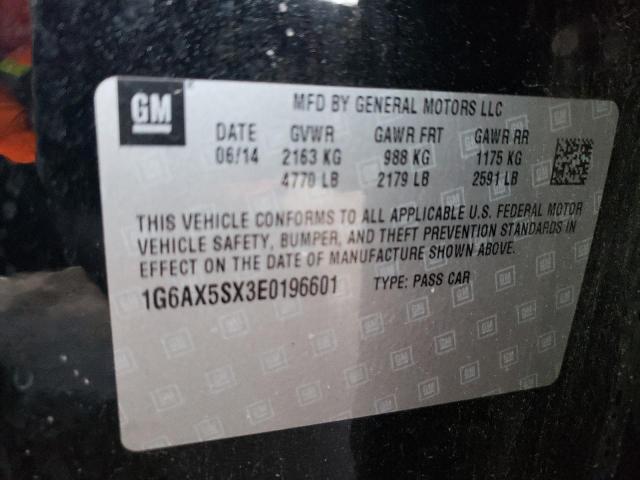 GM
MFD BY GENERAL MOTORS LLC
DATE GVWR GAWR FRT GAWR RR
06/14 2163 KG 988 KG 1175 KG
4770 LB 2179 LB 2591 LB
THIS VEHICLE CONFORMS TO ALL APPLICABLE U.S. FEDERAL MOTOR
VEHICLE SAFETY, BUMPER, AND THEFT PREVENTION STANDARDS IN
EFFECT ON THE DATE OF MANUFACTURE SHOWN ABOVE.
1G6AX5SX3E0196601 TYPE: PASS CAR